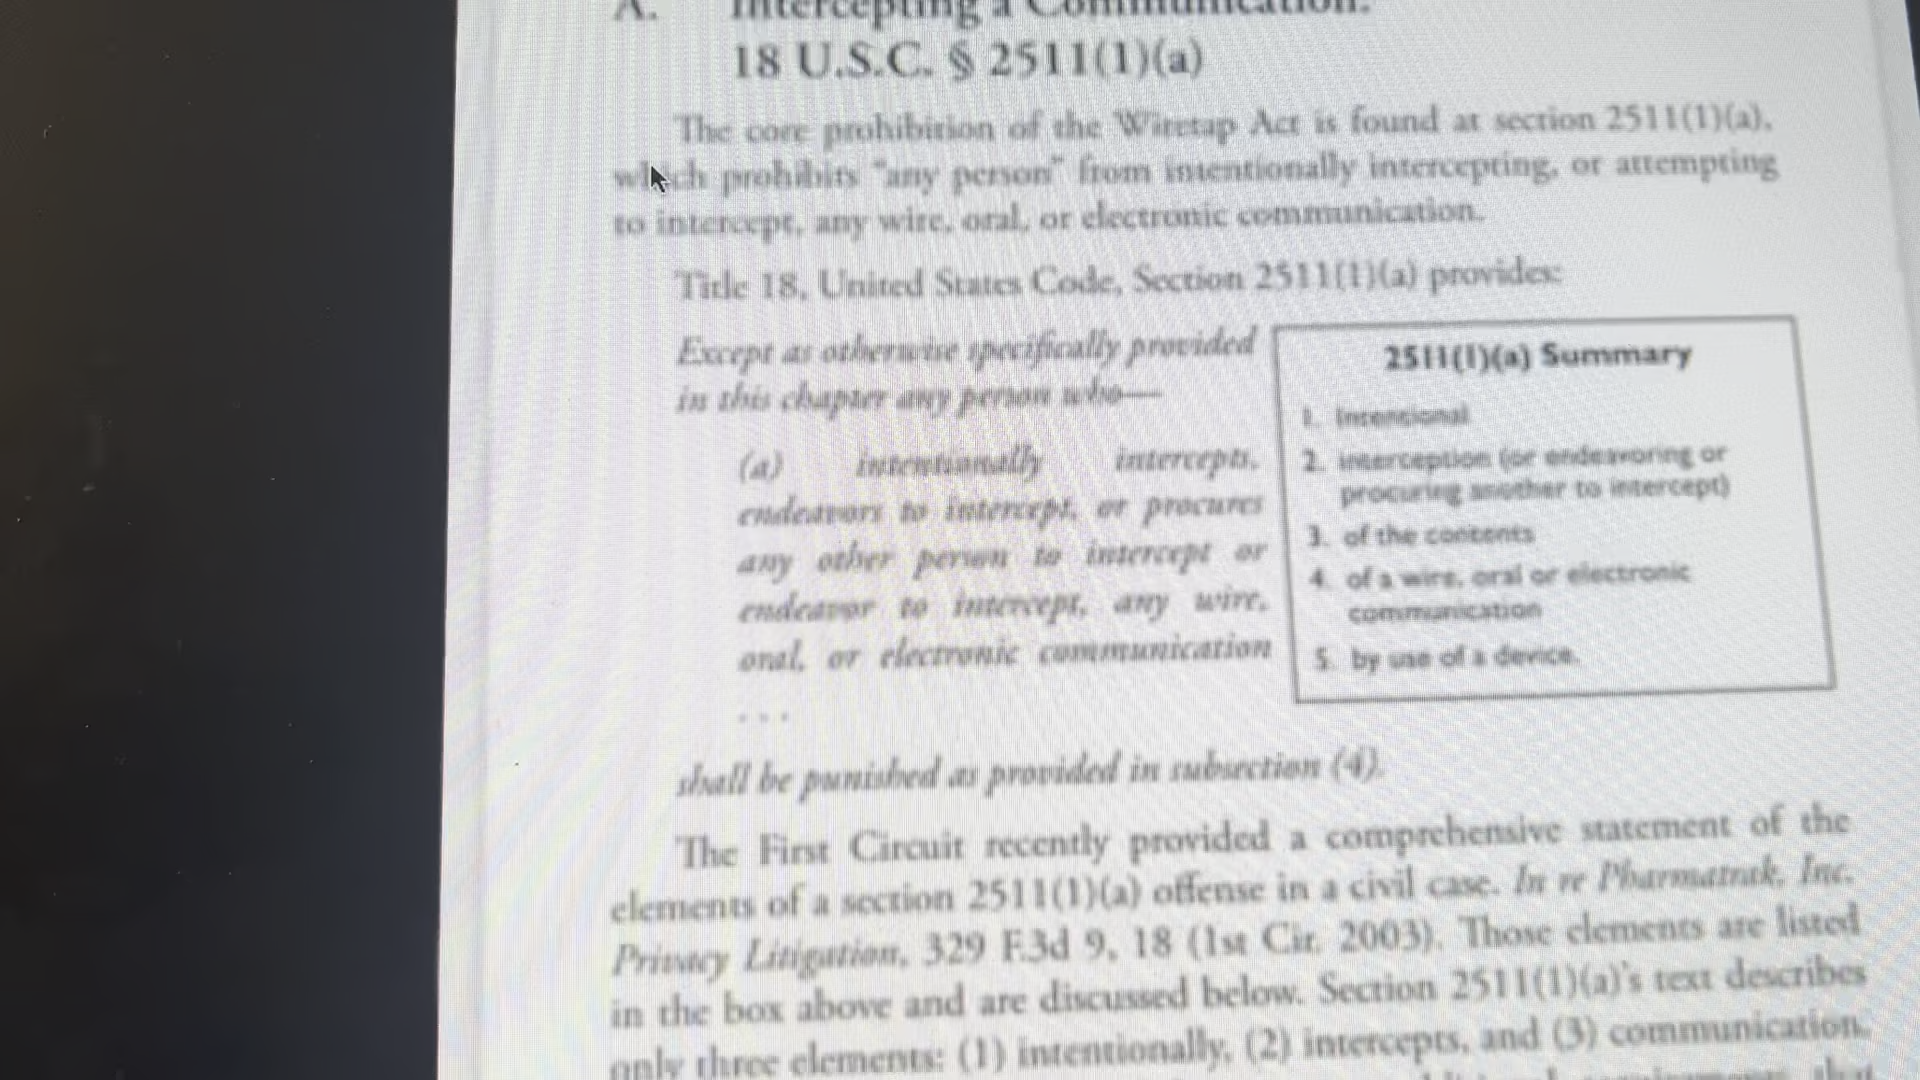 A. Intercepting a Communication:
18 U.S.C. § 2511(1)(a)
The core prohibition of the Wiretap Act is found at section 2511(1)(a),
which prohibits “any person” from intentionally intercepting, or attempting
to intercept, any wire, oral, or electronic communication.
Title 18, United States Code, Section 2511(1)(a) provides:
Except as otherwise specifically provided
in this chapter any person who—
(a) intentionally intercepts,
endeavors to intercept, or procures
any other person to intercept or
endeavor to intercept, any wire,
oral, or electronic communication
. . .
shall be punished as provided in subsection (4).
2511(1)(a) Summary
1. Intentional
2. interception (or endeavoring or
procuring another to intercept)
3. of the contents
4. of a wire, oral or electronic
communication
5. by use of a device.
The First Circuit recently provided a comprehensive statement of the
elements of a section 2511(1)(a) offense in a civil case. In re Pharmatrak, Inc.
Privacy Litigation, 329 F.3d 9, 18 (1st Cir. 2003). Those elements are listed
in the box above and are discussed below. Section 2511(1)(a)’s text describes
only three elements: (1) intentionally, (2) intercepts, and (3) communication.
that